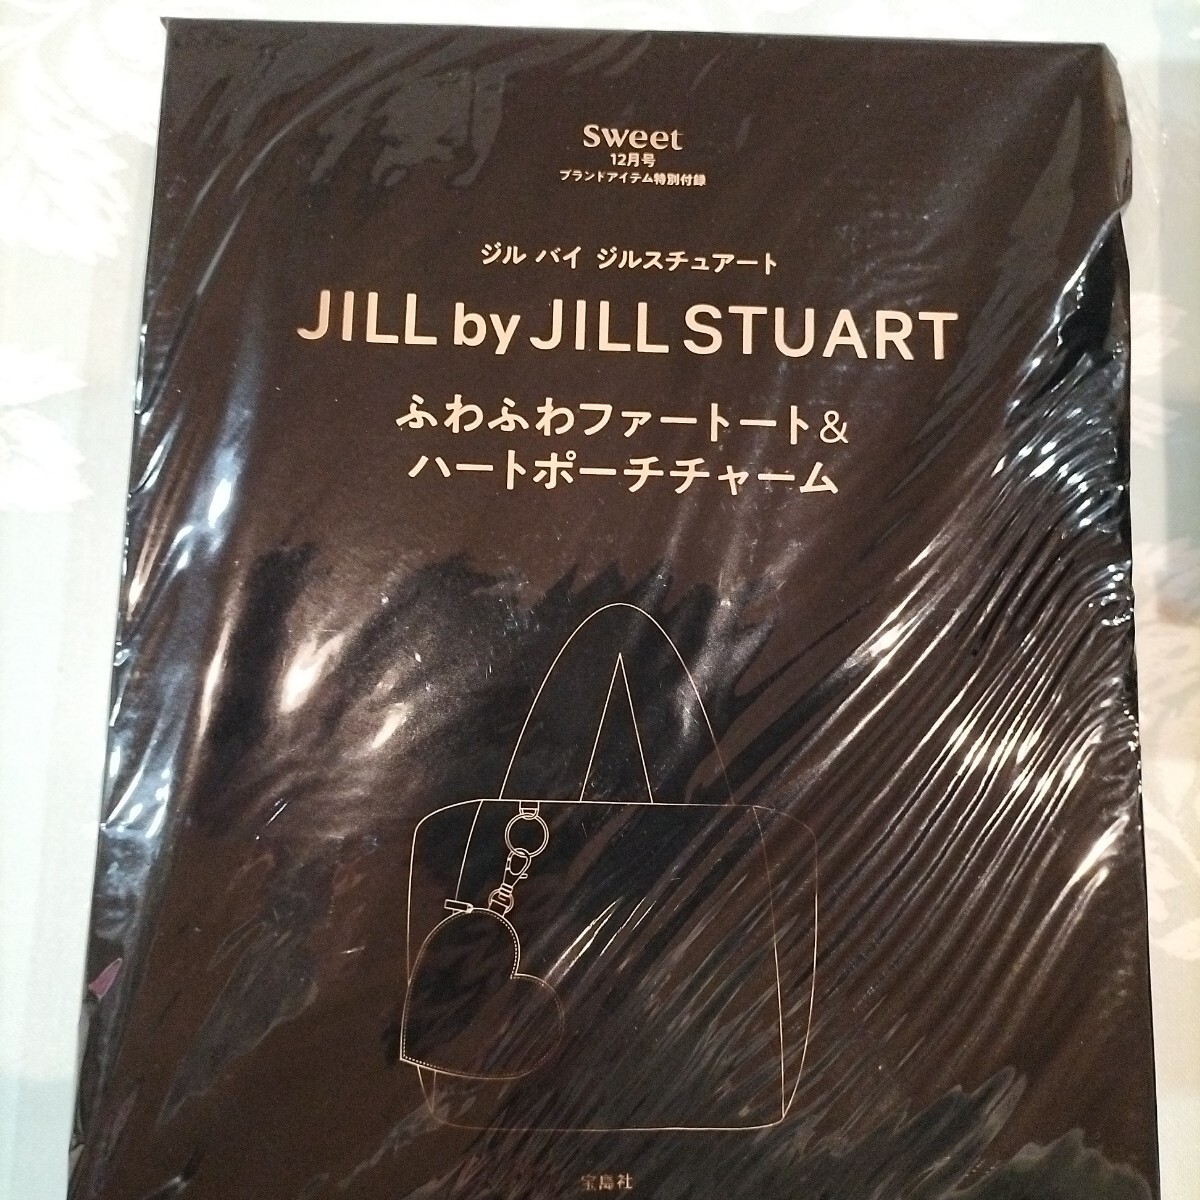 Sweet
12月号
ブランドアイテム特別付録
ジル バイ ジルスチュアート
JILL by JILL STUART
ふわふわファートート&
ハートポーチチャーム
宝島社